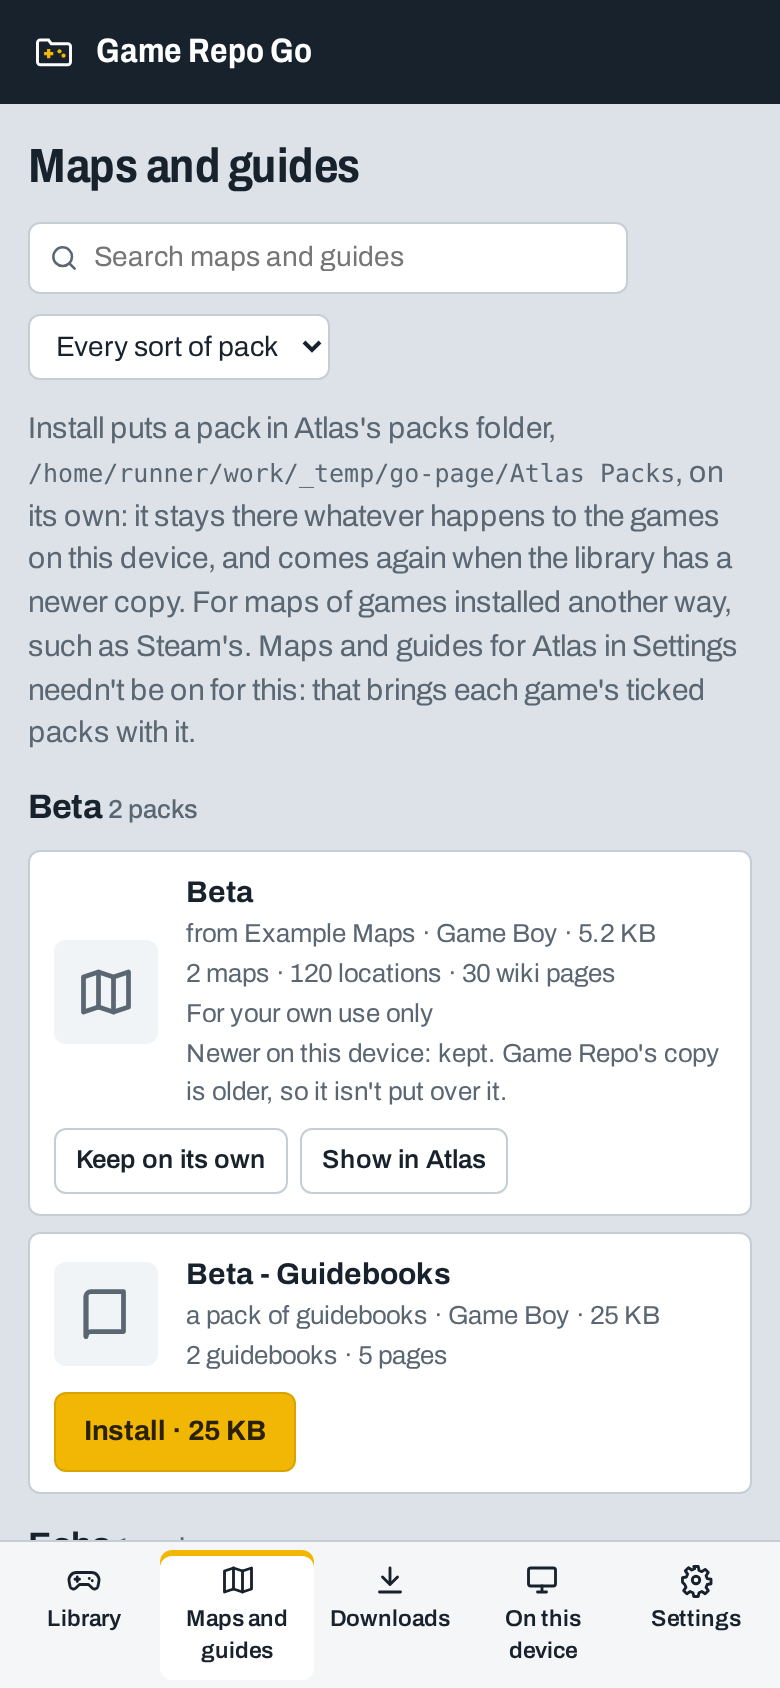 Game Repo Go
Maps and guides
Search maps and guides
Every sort of pack
Install puts a pack in Atlas's packs folder,
/home/runner/work/_temp/go-page/Atlas Packs, on
its own: it stays there whatever happens to the games
on this device, and comes again when the library has a
newer copy. For maps of games installed another way,
such as Steam's. Maps and guides for Atlas in Settings
needn't be on for this: that brings each game's ticked
packs with it.
Beta 2 packs
Beta
from Example Maps · Game Boy · 5.2 KB
2 maps · 120 locations · 30 wiki pages
For your own use only
Newer on this device: kept. Game Repo's copy
is older, so it isn't put over it.
Keep on its own
Show in Atlas
Beta - Guidebooks
a pack of guidebooks · Game Boy · 25 KB
2 guidebooks · 5 pages
Install · 25 KB
Library
Maps and
guides
Downloads
On this
device
Settings